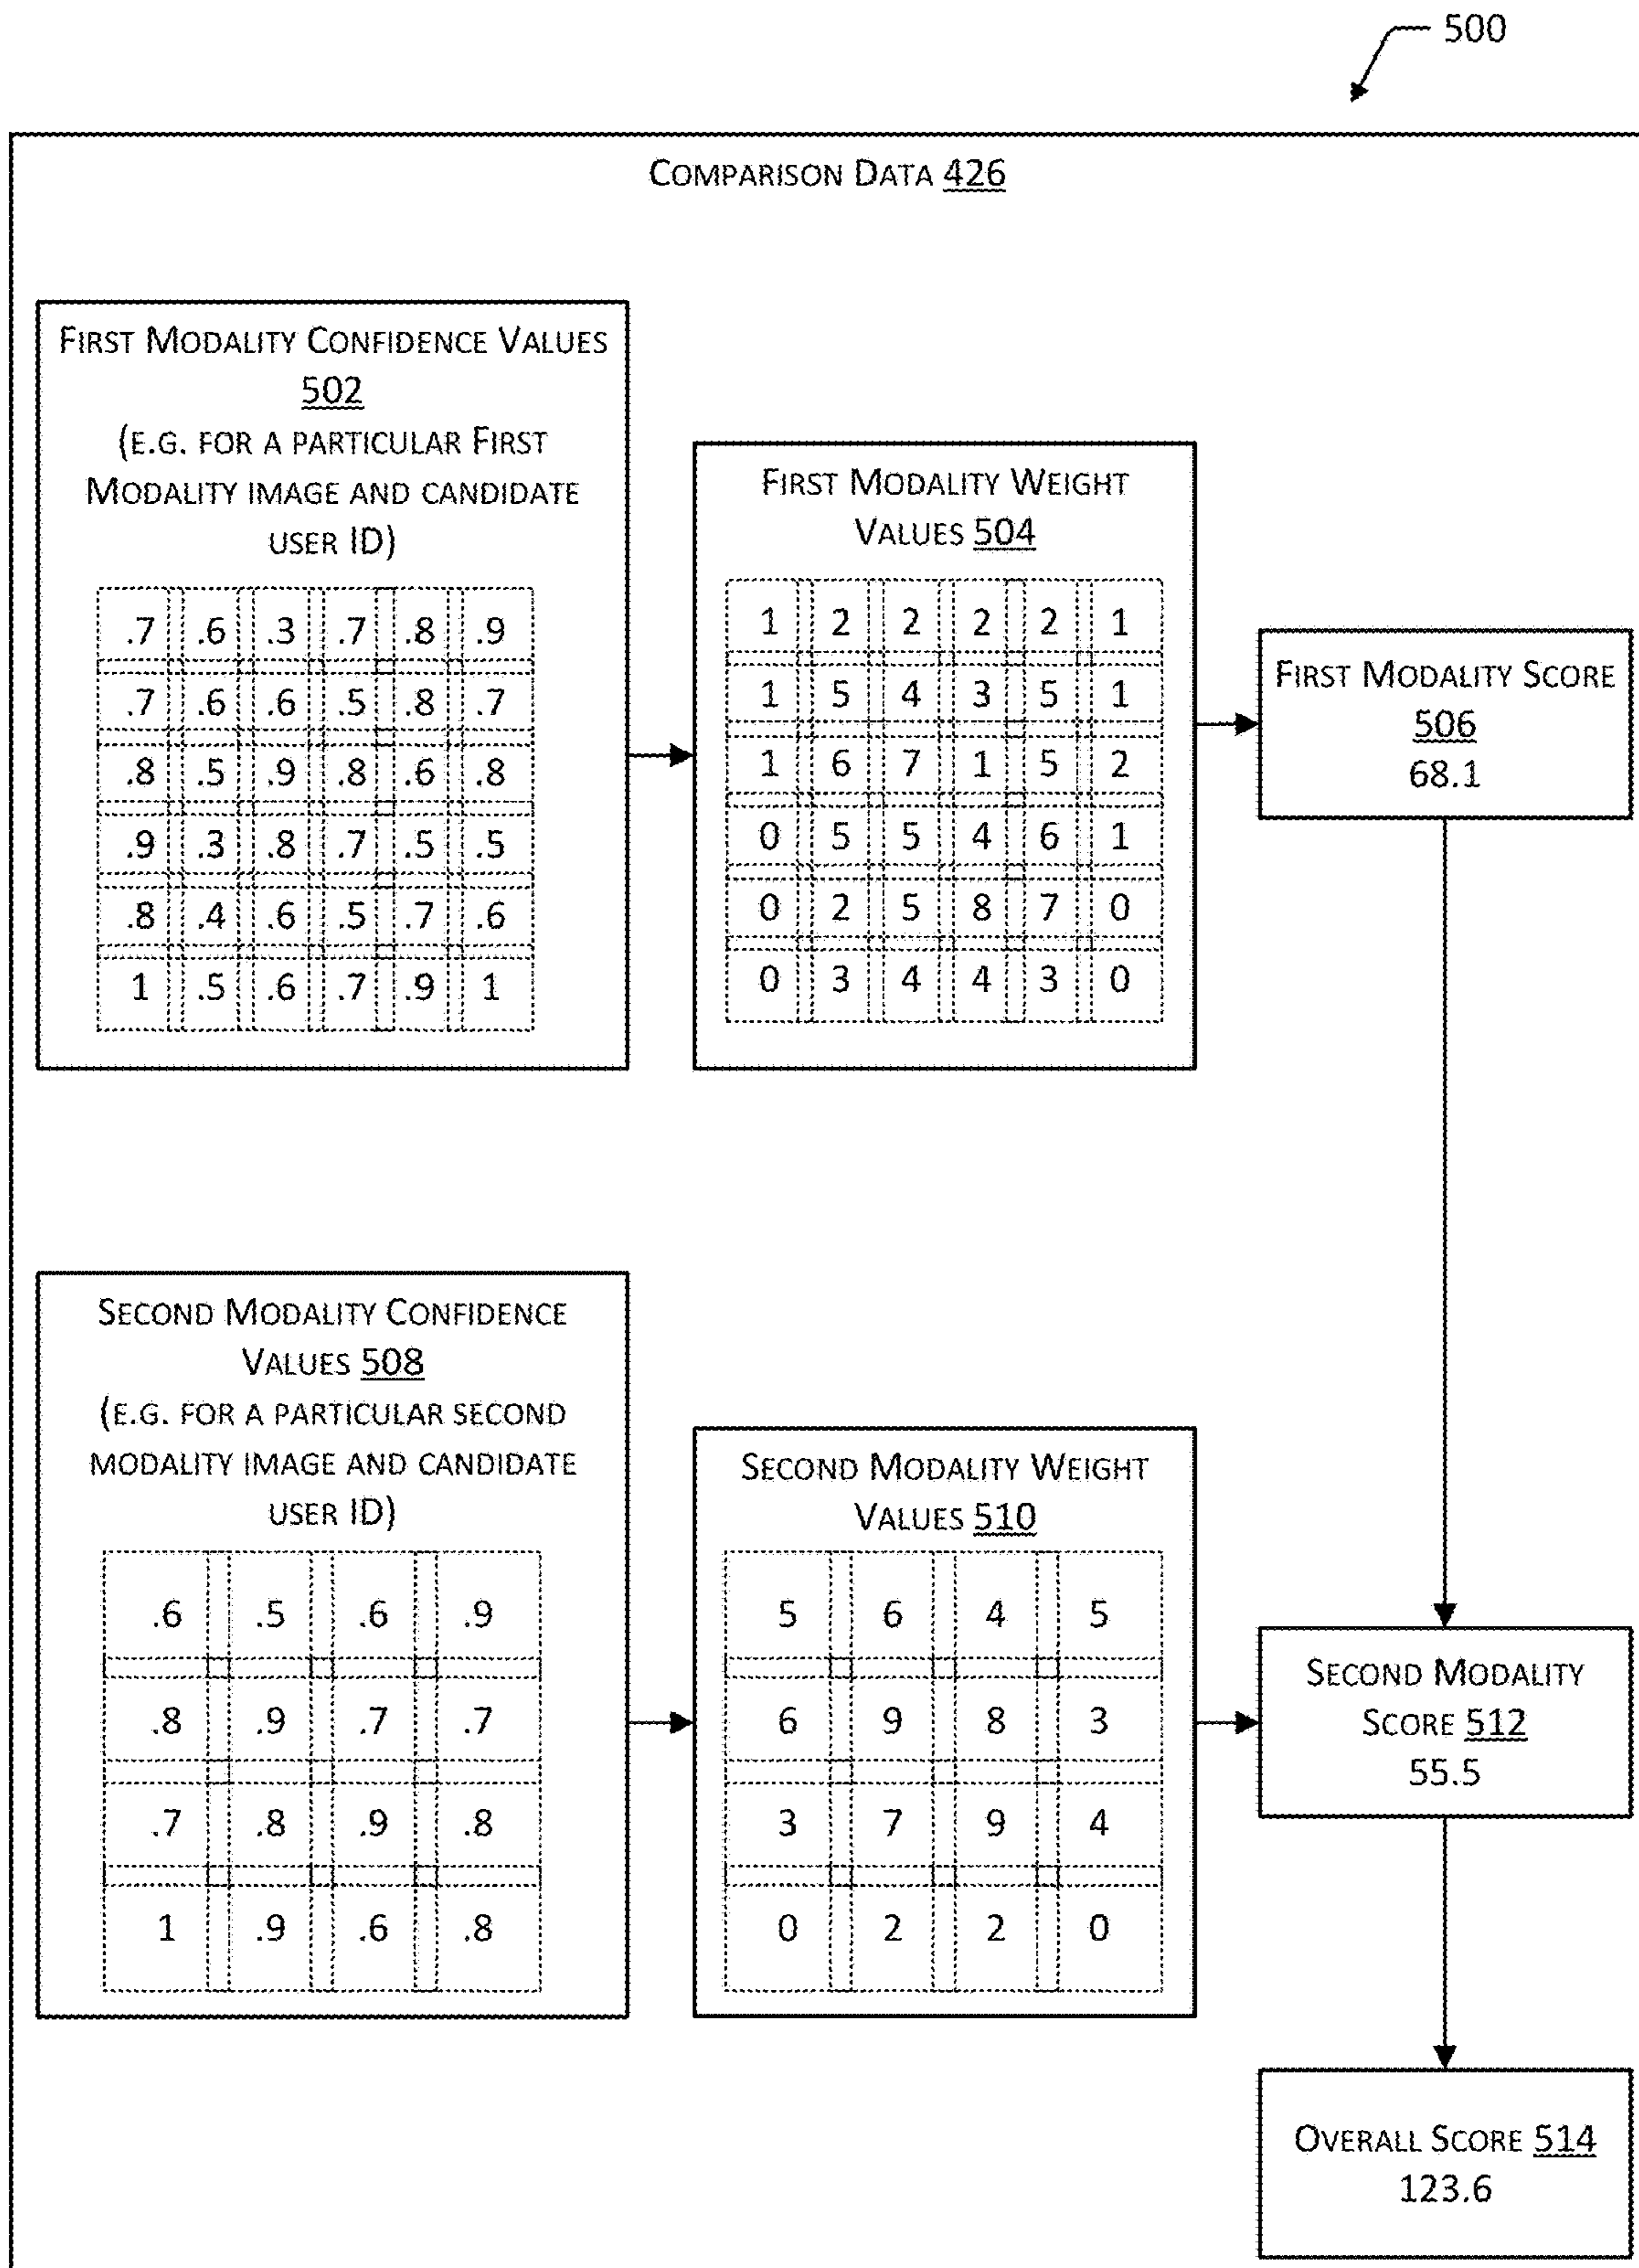 500
COMPARISON DATA 426
FIRST MODALITY CONFIDENCE VALUES
502
(E.G. FOR A PARTICULAR FIRST
MODALITY IMAGE AND CANDIDATE
USER ID)
.7 .6 .3 .7 .8 .9
.7 .6 .6 .5 .8 .7
.8 .5 .9 .8 .6 .8
.9 .3 .8 .7 .5 .5
.8 .4 .6 .5 .7 .6
1 .5 .6 .7 .9 1
FIRST MODALITY WEIGHT
VALUES 504
1 2 2 2 2 1
1 5 4 3 5 1
1 6 7 1 5 2
0 5 5 4 6 1
0 2 5 8 7 0
0 3 4 4 3 0
FIRST MODALITY SCORE
506
68.1
SECOND MODALITY CONFIDENCE
VALUES 508
(E.G. FOR A PARTICULAR SECOND
MODALITY IMAGE AND CANDIDATE
USER ID)
.6 .5 .6 .9
.8 .9 .7 .7
.7 .8 .9 .8
1 .9 .6 .8
SECOND MODALITY WEIGHT
VALUES 510
5 6 4 5
6 9 8 3
3 7 9 4
0 2 2 0
SECOND MODALITY
SCORE 512
55.5
OVERALL SCORE 514
123.6